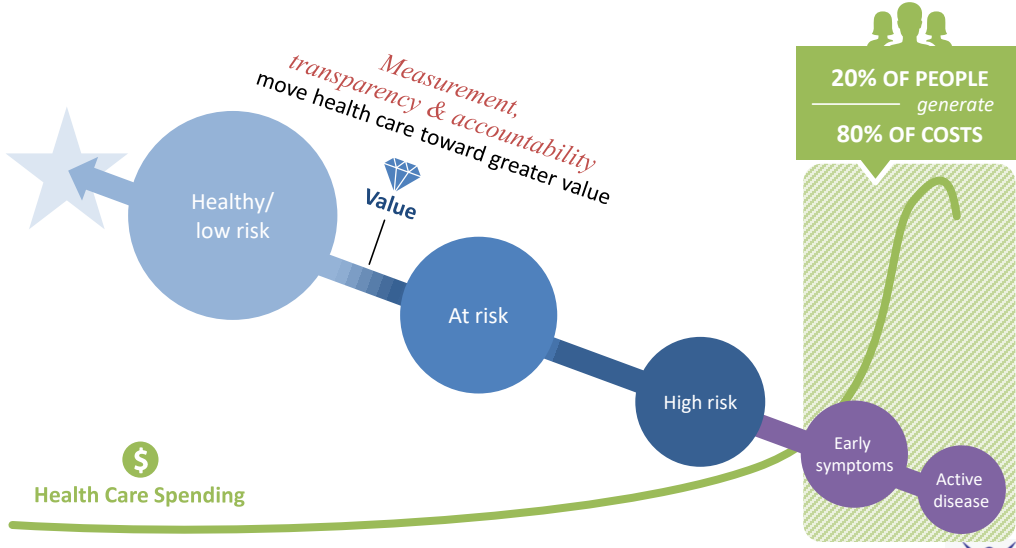 Measurement,
transparency & accountability
move health care toward greater value
Value
Healthy/
low risk
At risk
High risk
Early
symptoms
Active
disease
20% OF PEOPLE
generate
80% OF COSTS
$
Health Care Spending